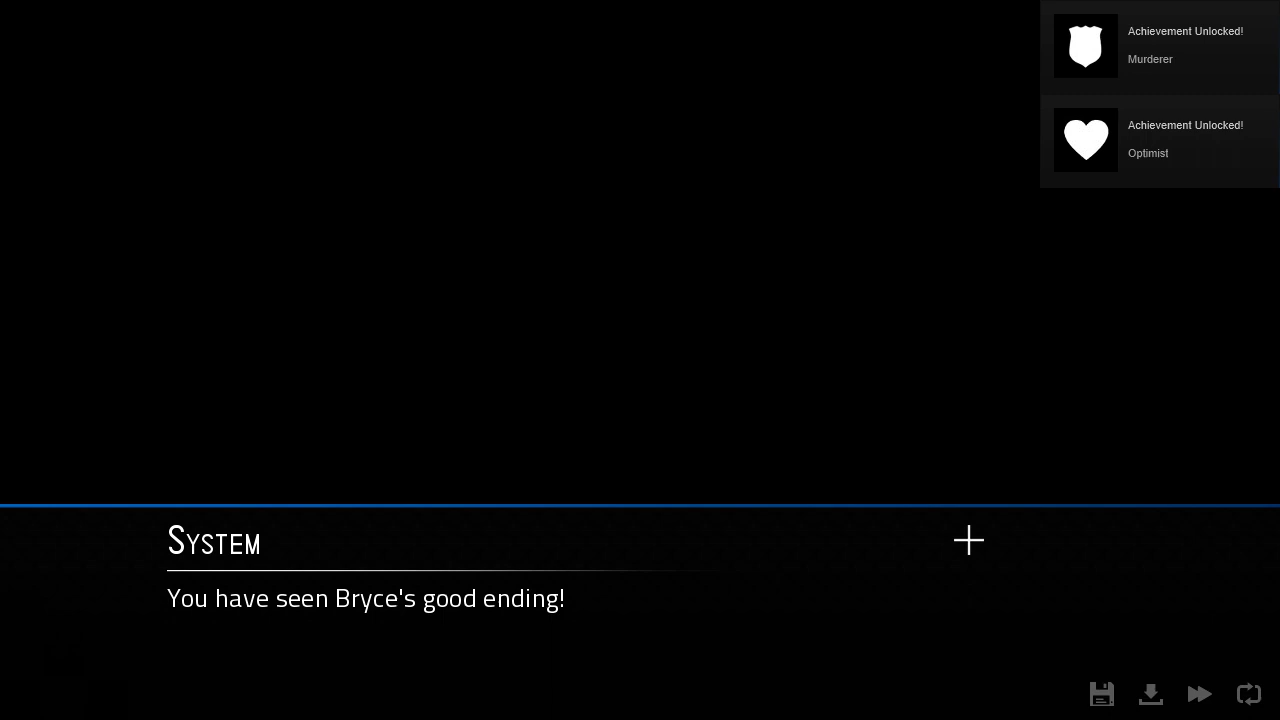 Achievement Unlocked!
Murderer
Achievement Unlocked!
Optimist
System
You have seen Bryce's good ending!